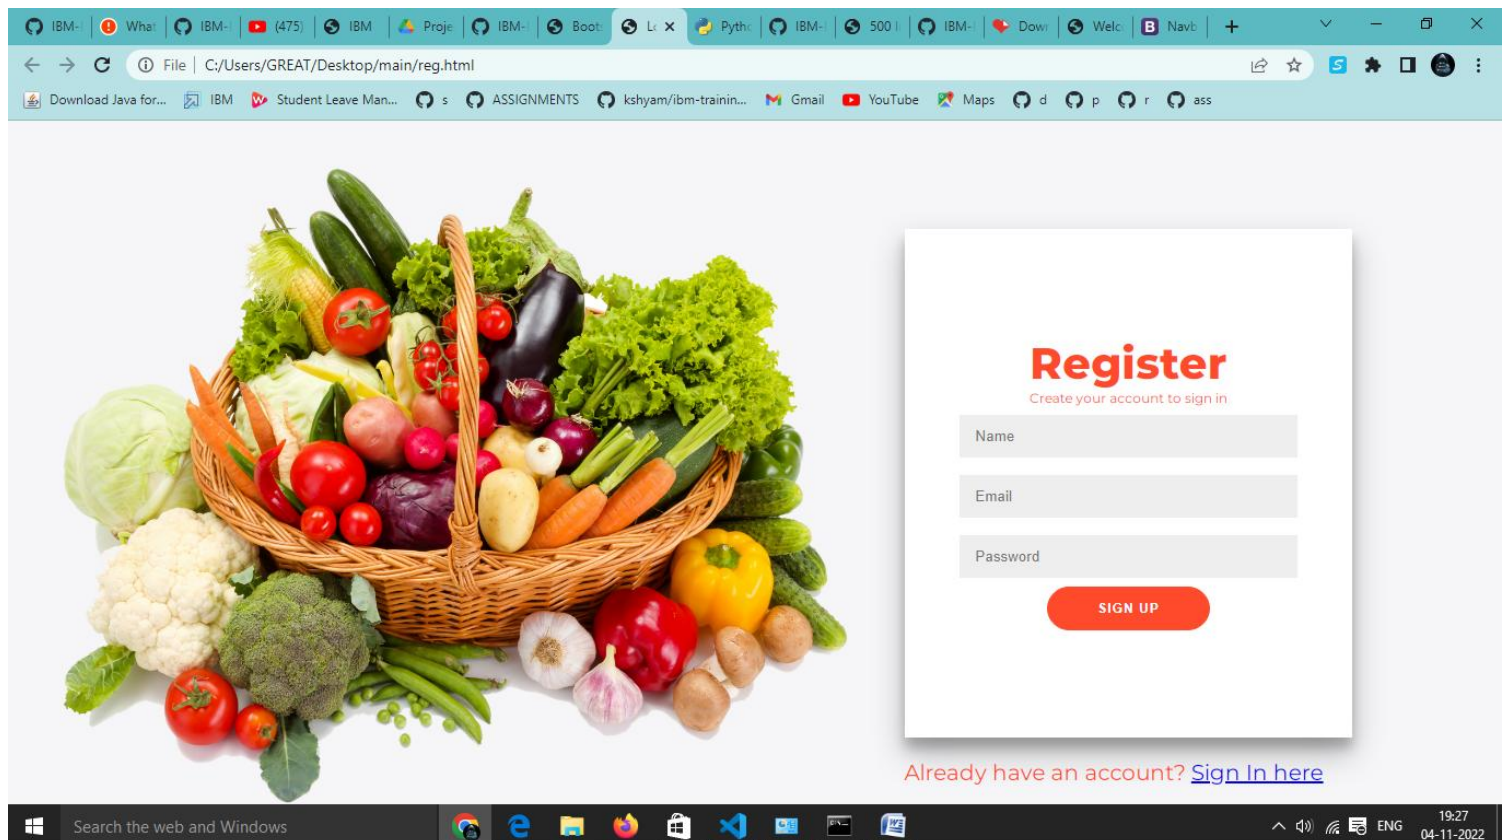 IBM- What IBM- (475) IBM Proje IBM-I Boot Lo Pytho IBM- 500 I IBM- Down Welc Navb
File C:/Users/GREAT/Desktop/main/reg.html
Download Java for... IBM Student Leave Man... s ASSIGNMENTS kshyam/ibm-trainin... Gmail YouTube Maps d p r ass
Register
Create your account to sign in
Name
Email
Password
SIGN UP
Already have an account? Sign In here
Search the web and Windows
ENG
19:27
04-11-2022